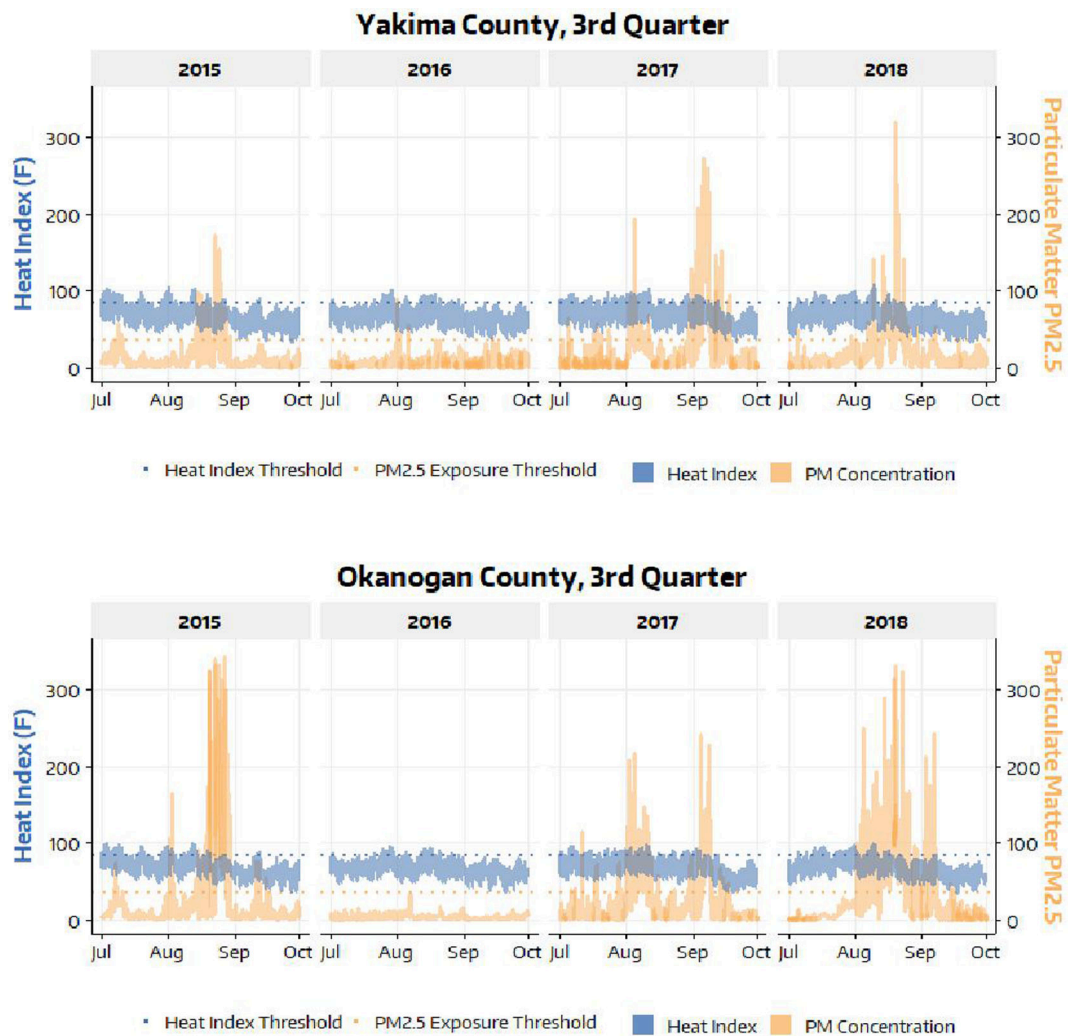 Yakima County, 3rd Quarter
2015 2016 2017 2018
Heat Index (F)
300
200
100
0
300
200
100
0
Particulate Matter PM2.5
Jul Aug Sep Oct Jul Aug Sep Oct Jul Aug Sep Oct Jul Aug Sep Oct
Heat Index Threshold PM2.5 Exposure Threshold Heat Index PM Concentration
Okanogan County, 3rd Quarter
2015 2016 2017 2018
Heat Index (F)
300
200
100
0
300
200
100
0
Particulate Matter PM2.5
Jul Aug Sep Oct Jul Aug Sep Oct Jul Aug Sep Oct Jul Aug Sep Oct
Heat Index Threshold PM2.5 Exposure Threshold Heat Index PM Concentration